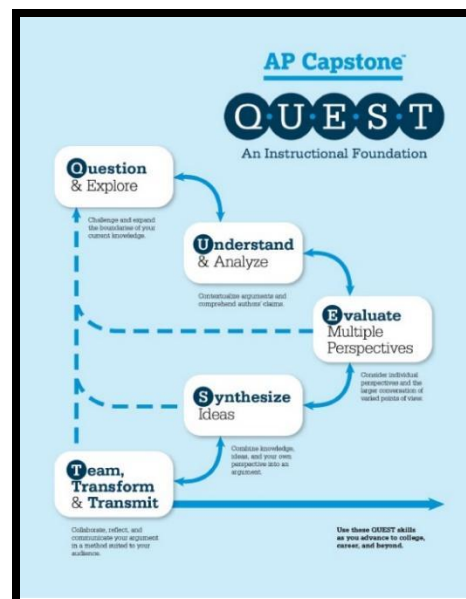 AP Capstone™
Q·U·E·S·T
An Instructional Foundation
Question
& Explore
Challenge and expand
the boundaries of your
current knowledge.
Understand
& Analyze
Contextualize arguments and
comprehend authors' claims.
Evaluate
Multiple
Perspectives
Consider individual
perspectives and the
larger conversation of
varied points of view.
Synthesize
Ideas
Combine knowledge,
ideas, and your own
perspective into an
argument.
Team,
Transform
& Transmit
Collaborate, reflect, and
communicate your argument
in a method suited to your
audience.
Use these QUEST skills
as you advance to college,
career, and beyond.